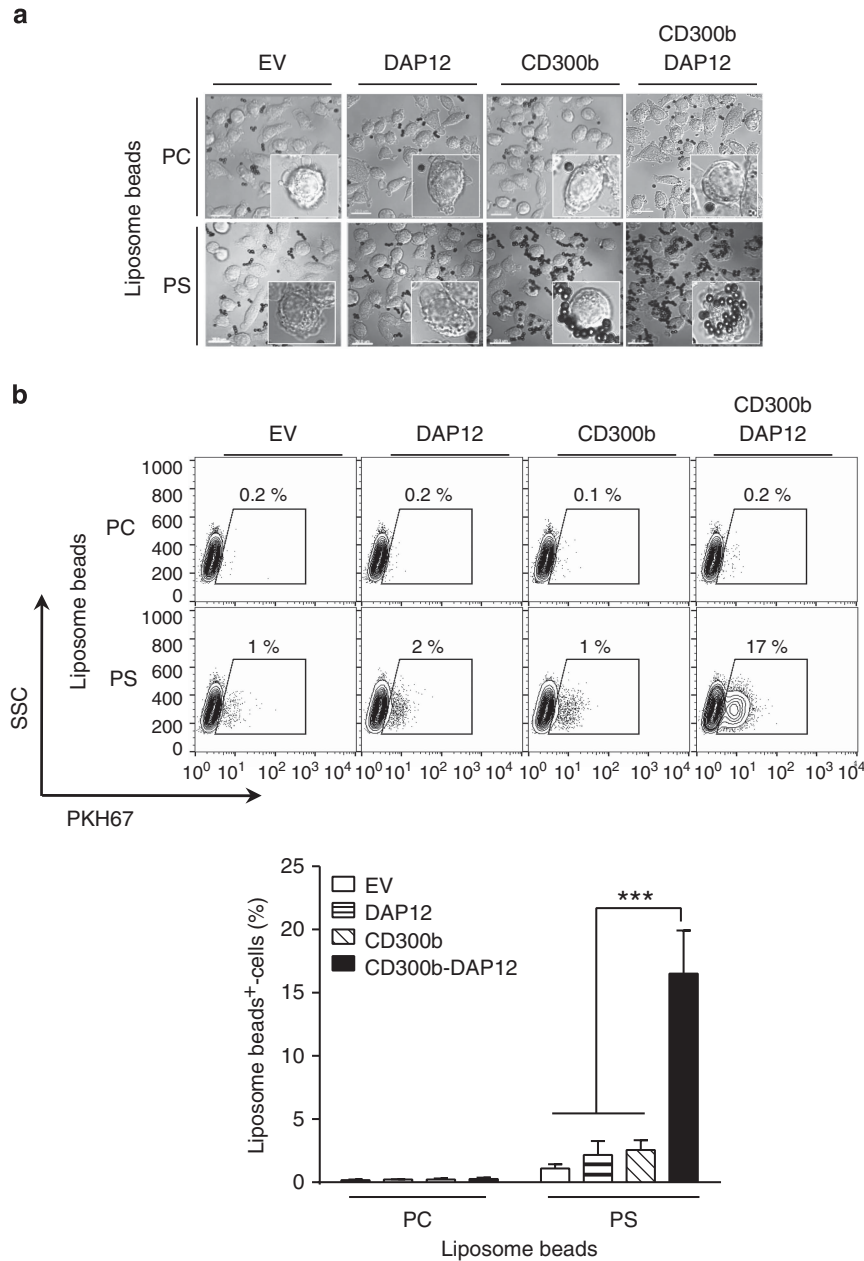 a
EV
DAP12
CD300b
CD300b
DAP12
Liposome beads
PC
PS
b
EV
DAP12
CD300b
CD300b
DAP12
Liposome beads
PC
1000
800
600
400
200
0
0.2 %
0.2 %
0.1 %
0.2 %
PS
1000
800
600
400
200
0
1 %
2 %
1 %
17 %
10⁰ 10¹ 10² 10³ 10⁴
10⁰ 10¹ 10² 10³ 10⁴
10⁰ 10¹ 10² 10³ 10⁴
10⁰ 10¹ 10² 10³ 10⁴
SSC
PKH67
Liposome beads⁺-cells (%)
25
20
15
10
5
0
EV
DAP12
CD300b
CD300b-DAP12
***
PC
PS
Liposome beads